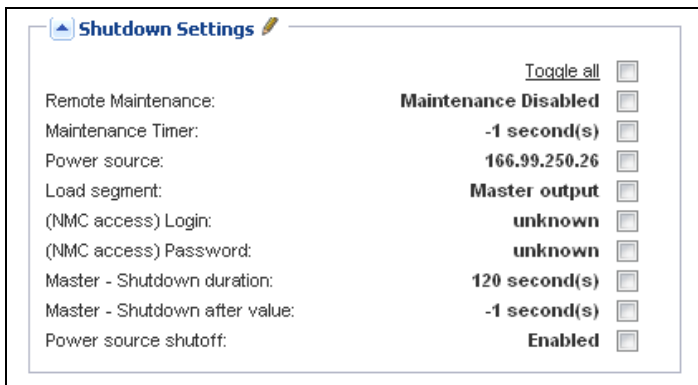 Shutdown Settings
Toggle all
Remote Maintenance: Maintenance Disabled
Maintenance Timer: -1 second(s)
Power source: 166.99.250.26
Load segment: Master output
(NMC access) Login: unknown
(NMC access) Password: unknown
Master - Shutdown duration: 120 second(s)
Master - Shutdown after value: -1 second(s)
Power source shutoff: Enabled